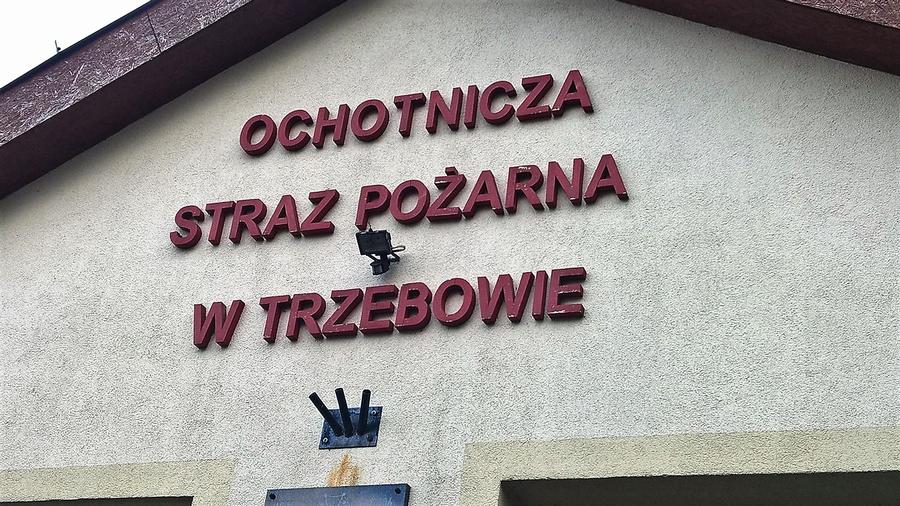 OCHOTNICZA
STRAZ POŻARNA
W TRZEBOWIE